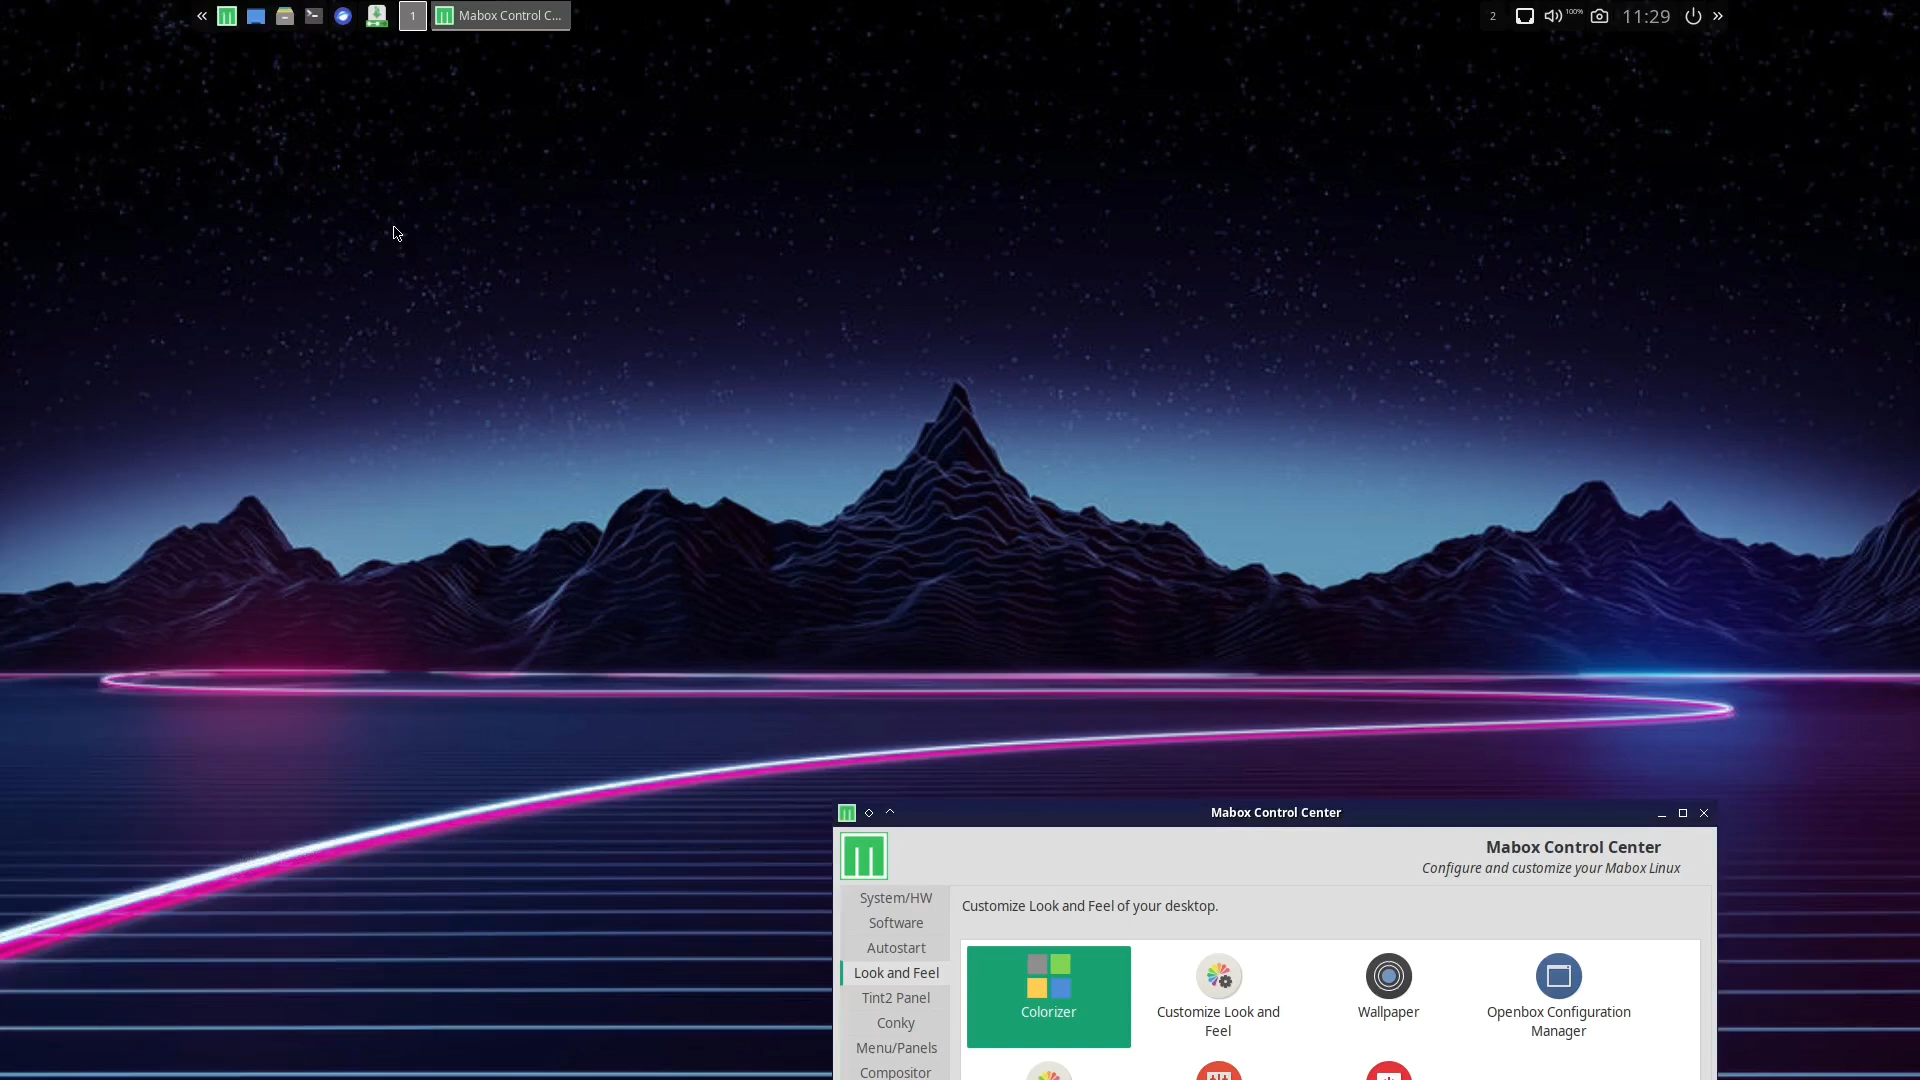 1
Mabox Control C...
2
100%
11:29
Mabox Control Center
Mabox Control Center
Configure and customize your Mabox Linux
System/HW
Software
Autostart
Look and Feel
Tint2 Panel
Conky
Menu/Panels
Compositor
Customize Look and Feel of your desktop.
Colorizer
Customize Look and
Feel
Wallpaper
Openbox Configuration
Manager